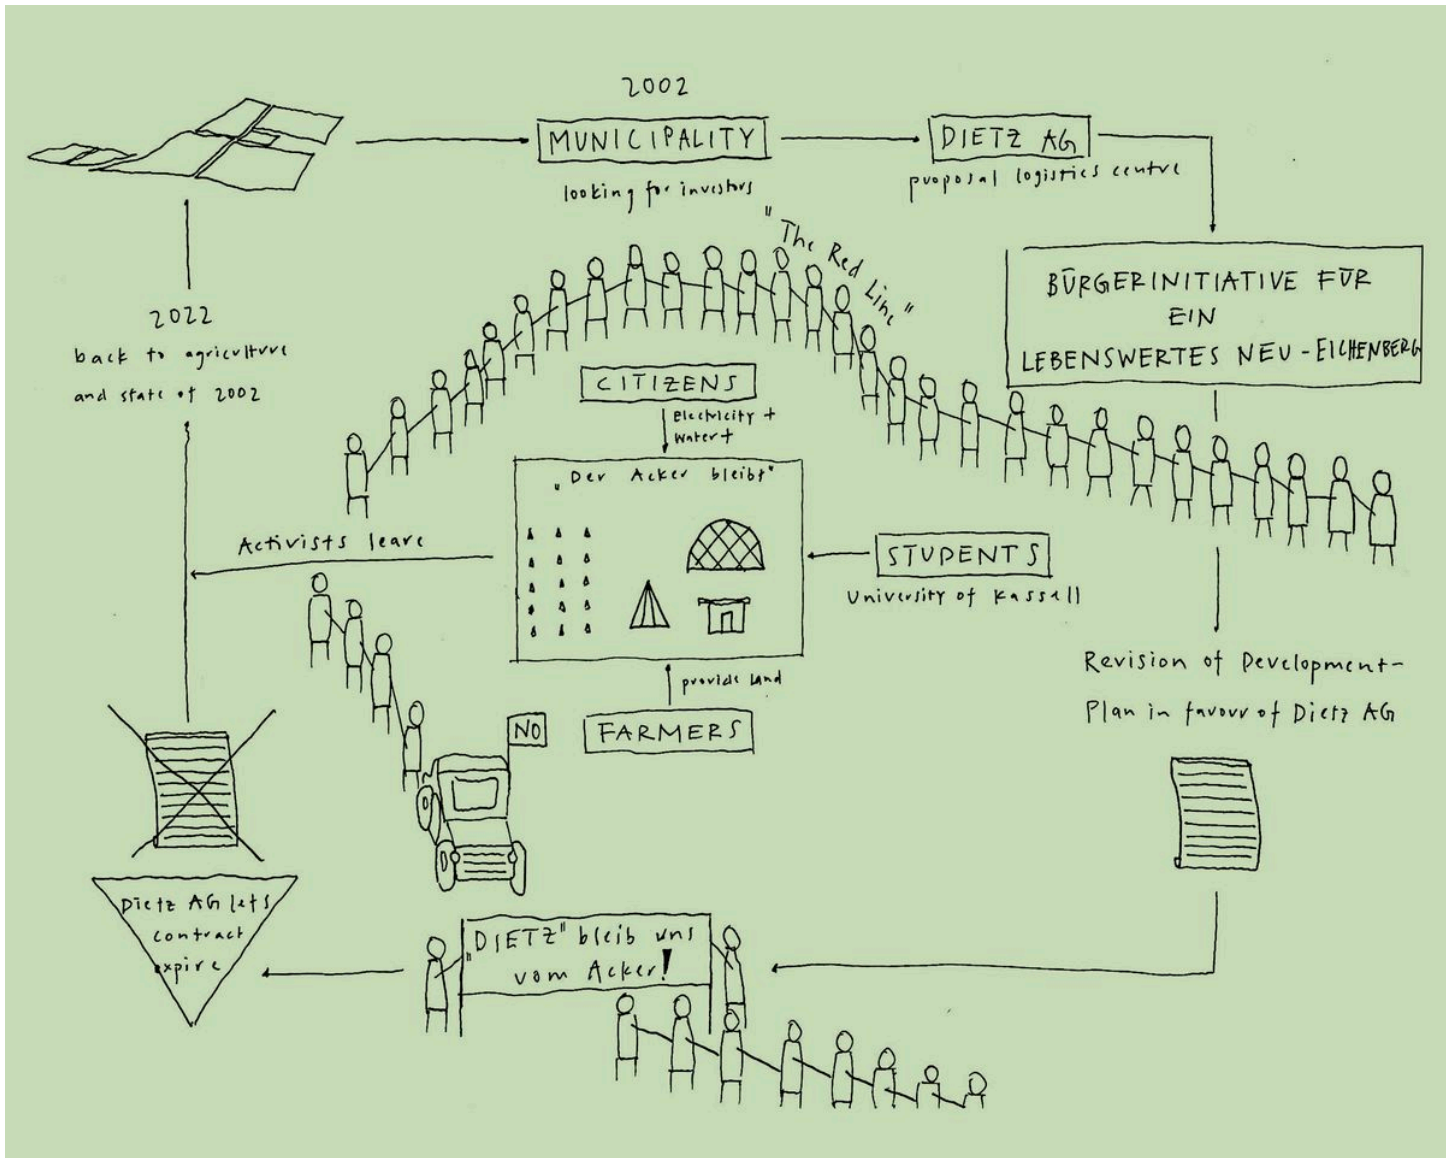 2002
MUNICIPALITY
looking for investors
DIETZ AG
proposal logistics centre
"The Red Line"
BÜRGERINITIATIVE FÜR
EIN
LEBENSWERTES NEU-EICHENBERG
2022
back to agriculture
and state of 2002
CITIZENS
Electricity +
Water+
„Der Acker bleibt"
Activists leave
STUDENTS
University of Kassell
provide land
FARMERS
NO
Revision of Development-
Plan in favour of Dietz AG
Dietz AG lets
contract
expire
„DIETZ" bleib uns
vom Acker!